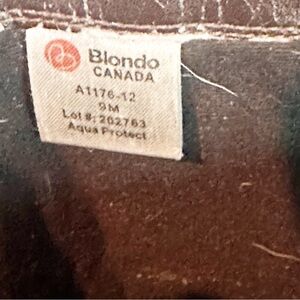 Blondo
CANADA
A1176-12
9M
Lot #: 202763
Aqua Protect